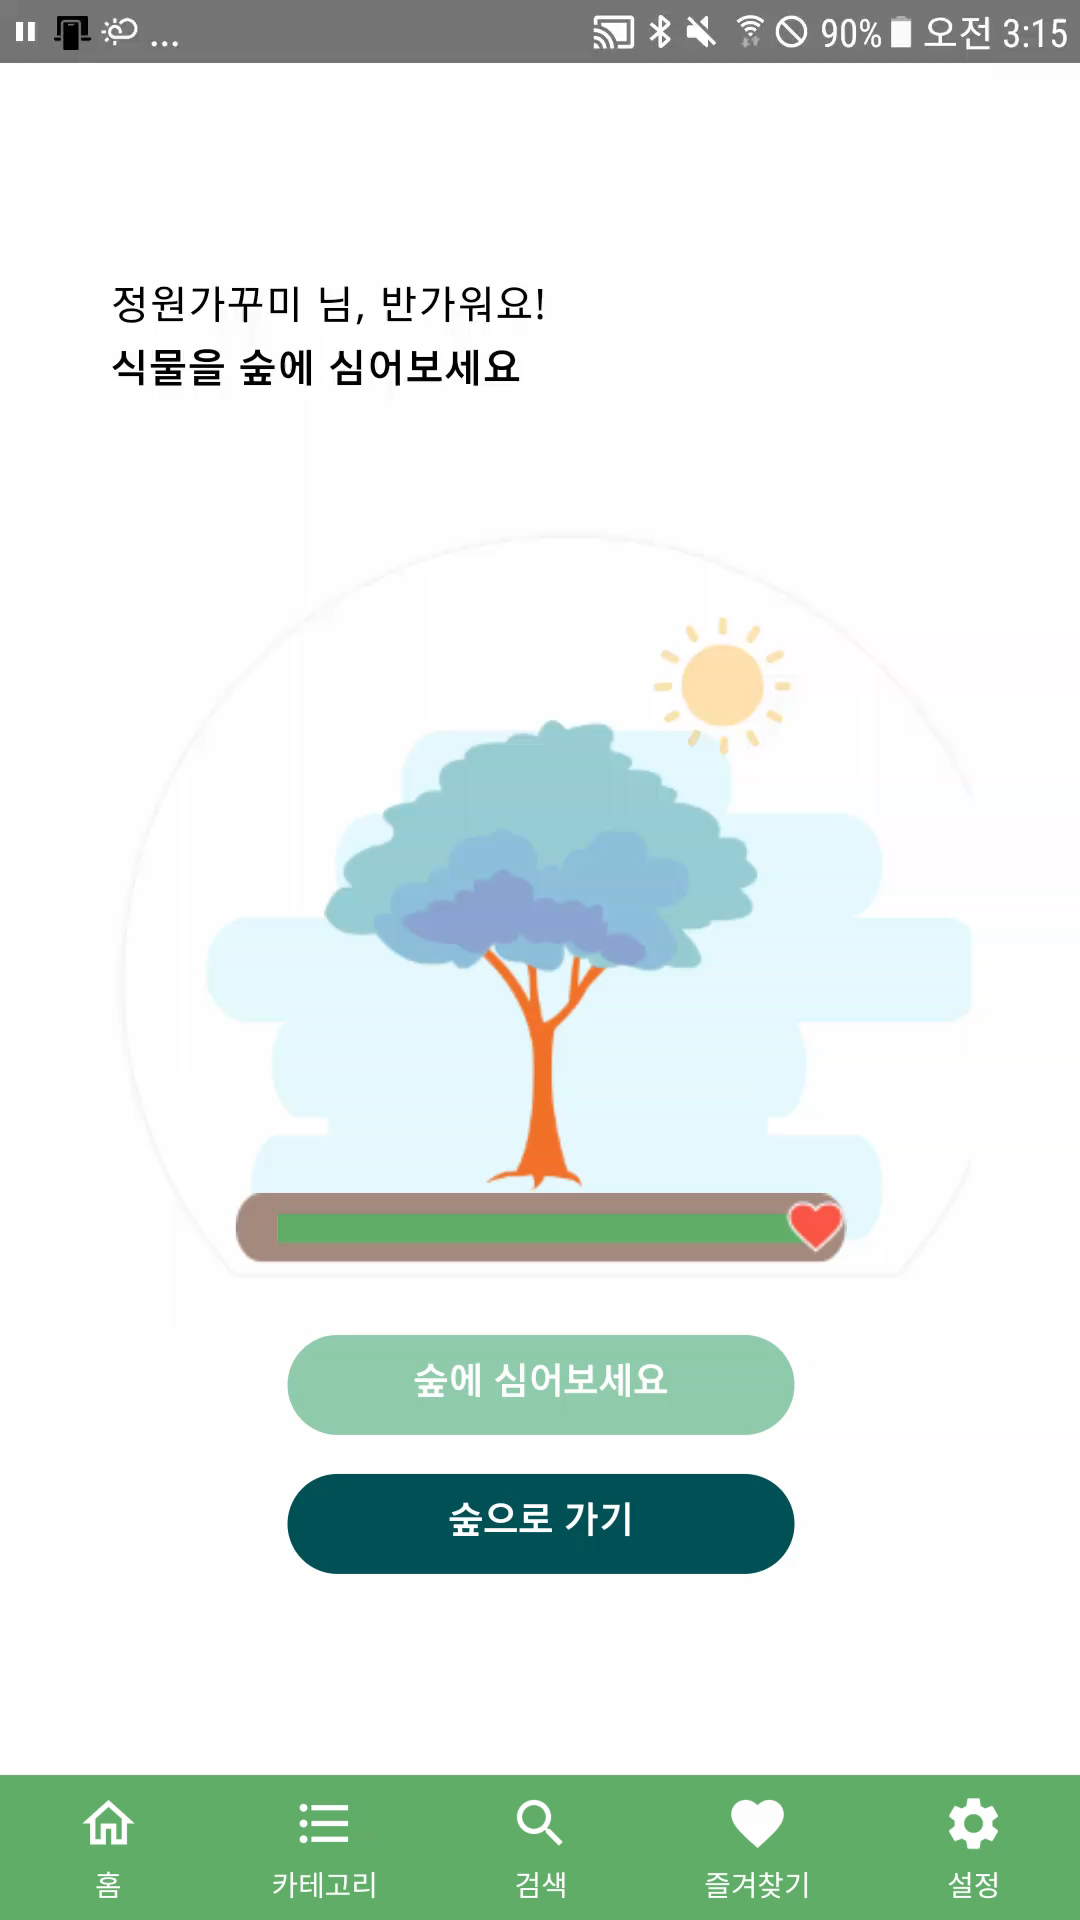 ... 90% 오전 3:15
정원가꾸미 님, 반가워요!
식물을 숲에 심어보세요
숲에 심어보세요
숲으로 가기
홈 카테고리 검색 즐겨찾기 설정